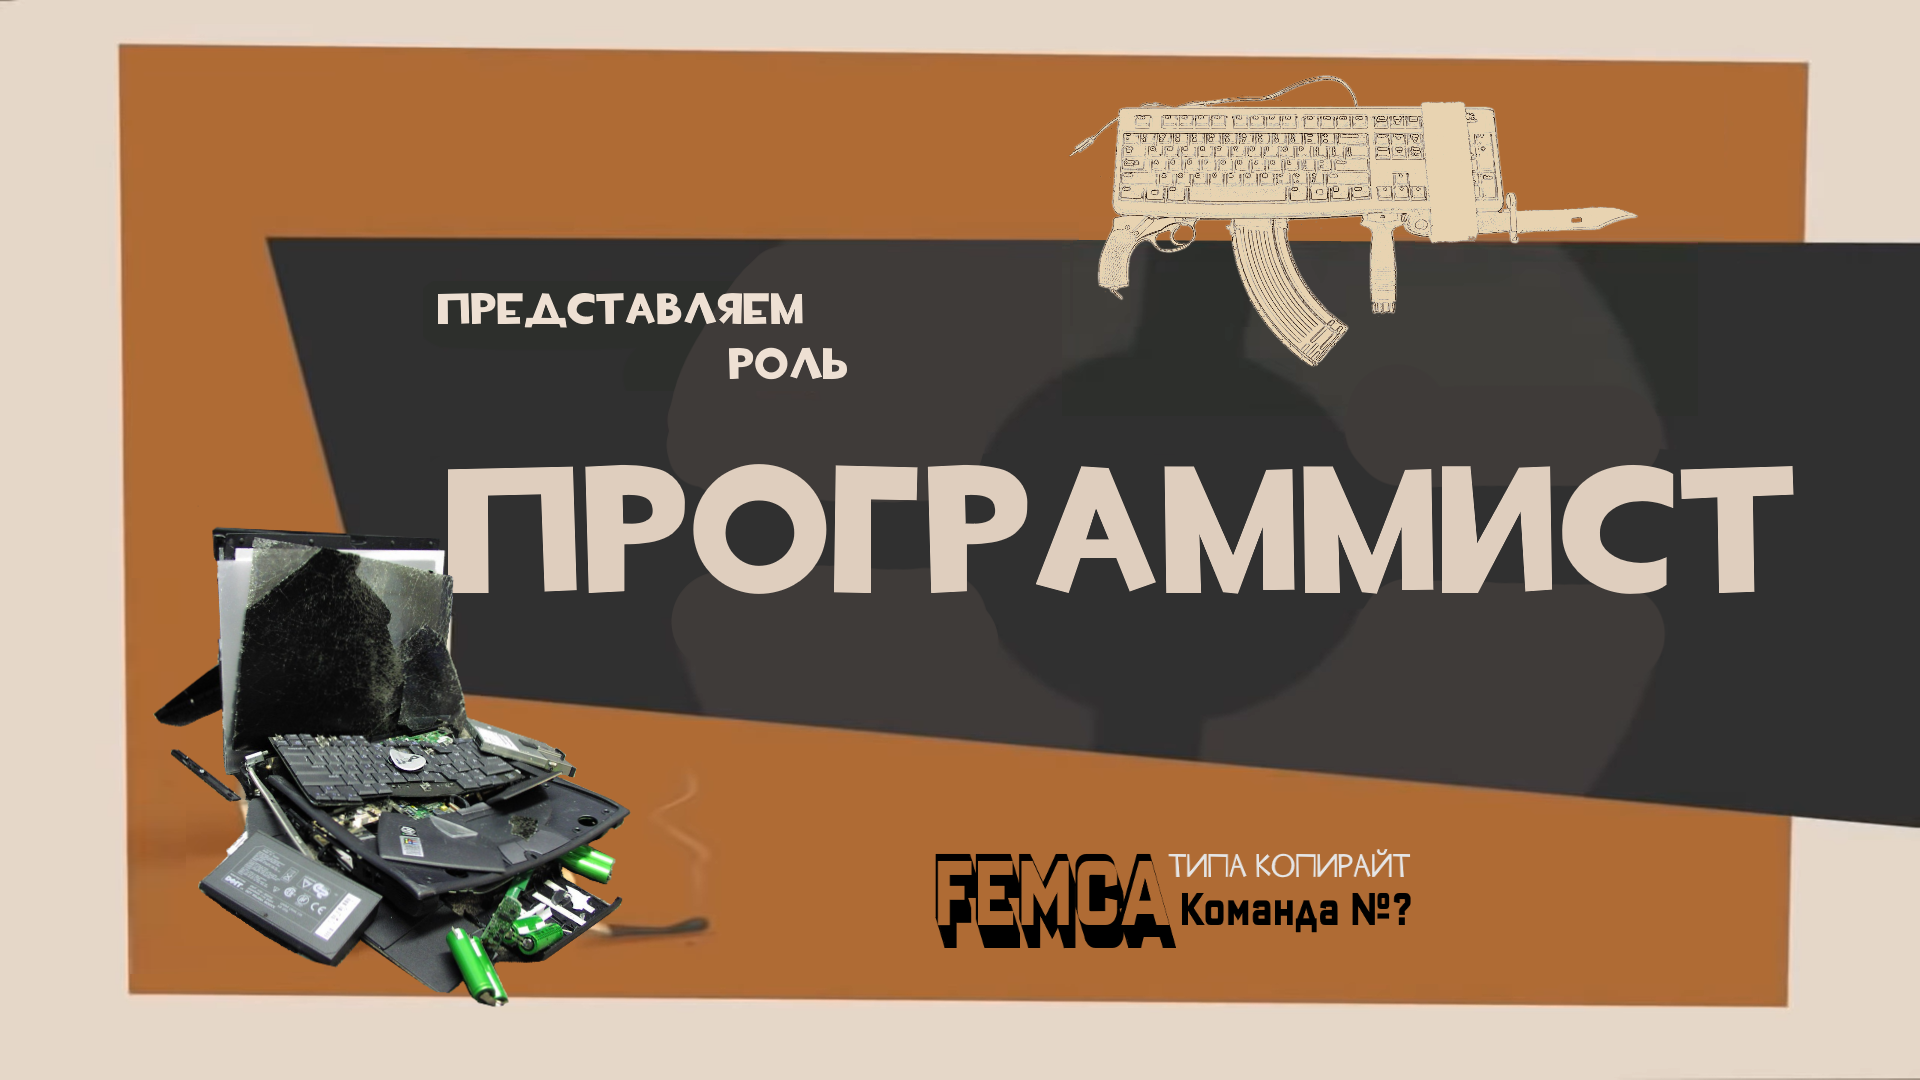 ПРЕДСТАВЛЯЕМ
РОЛЬ
ПРОГРАММИСТ
FEMCA
ТИПА КОПИРАЙТ
Команда №?